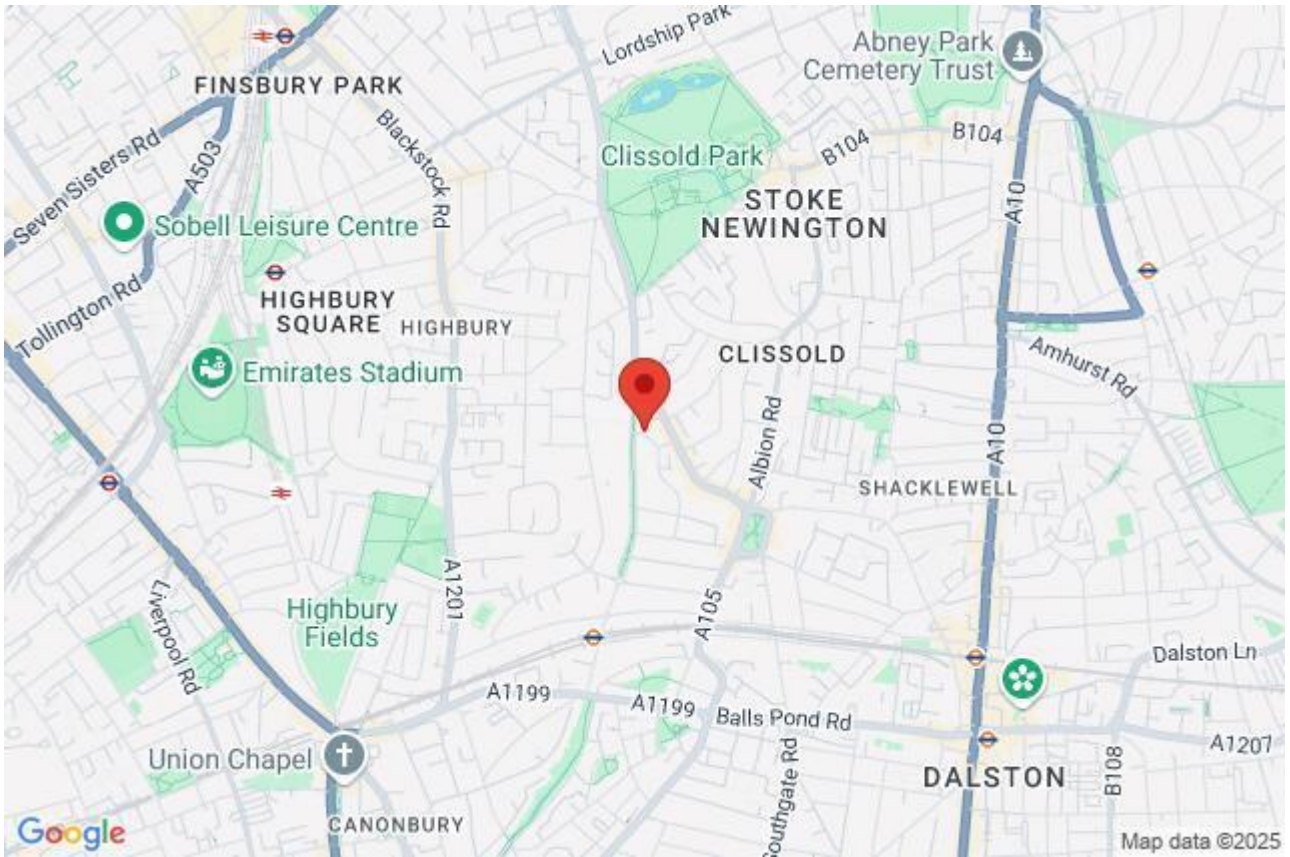 Lordship Park
Abney Park
Cemetery Trust
FINSBURY PARK
Blackstock Rd
B104
B104
Seven Sisters Rd
A503
Clissold Park
STOKE
NEWINGTON
A10
Sobell Leisure Centre
Tollington Rd
HIGHBURY
SQUARE
HIGHBURY
CLISSOLD
Amhurst Rd
Emirates Stadium
Albion Rd
A10
SHACKLEWELL
Liverpool Rd
A1201
Highbury
Fields
A105
Dalston Ln
A1199
A1199
Balls Pond Rd
A1207
Union Chapel
Southgate Rd
DALSTON
B108
CANONBURY
Google
Map data ©2025